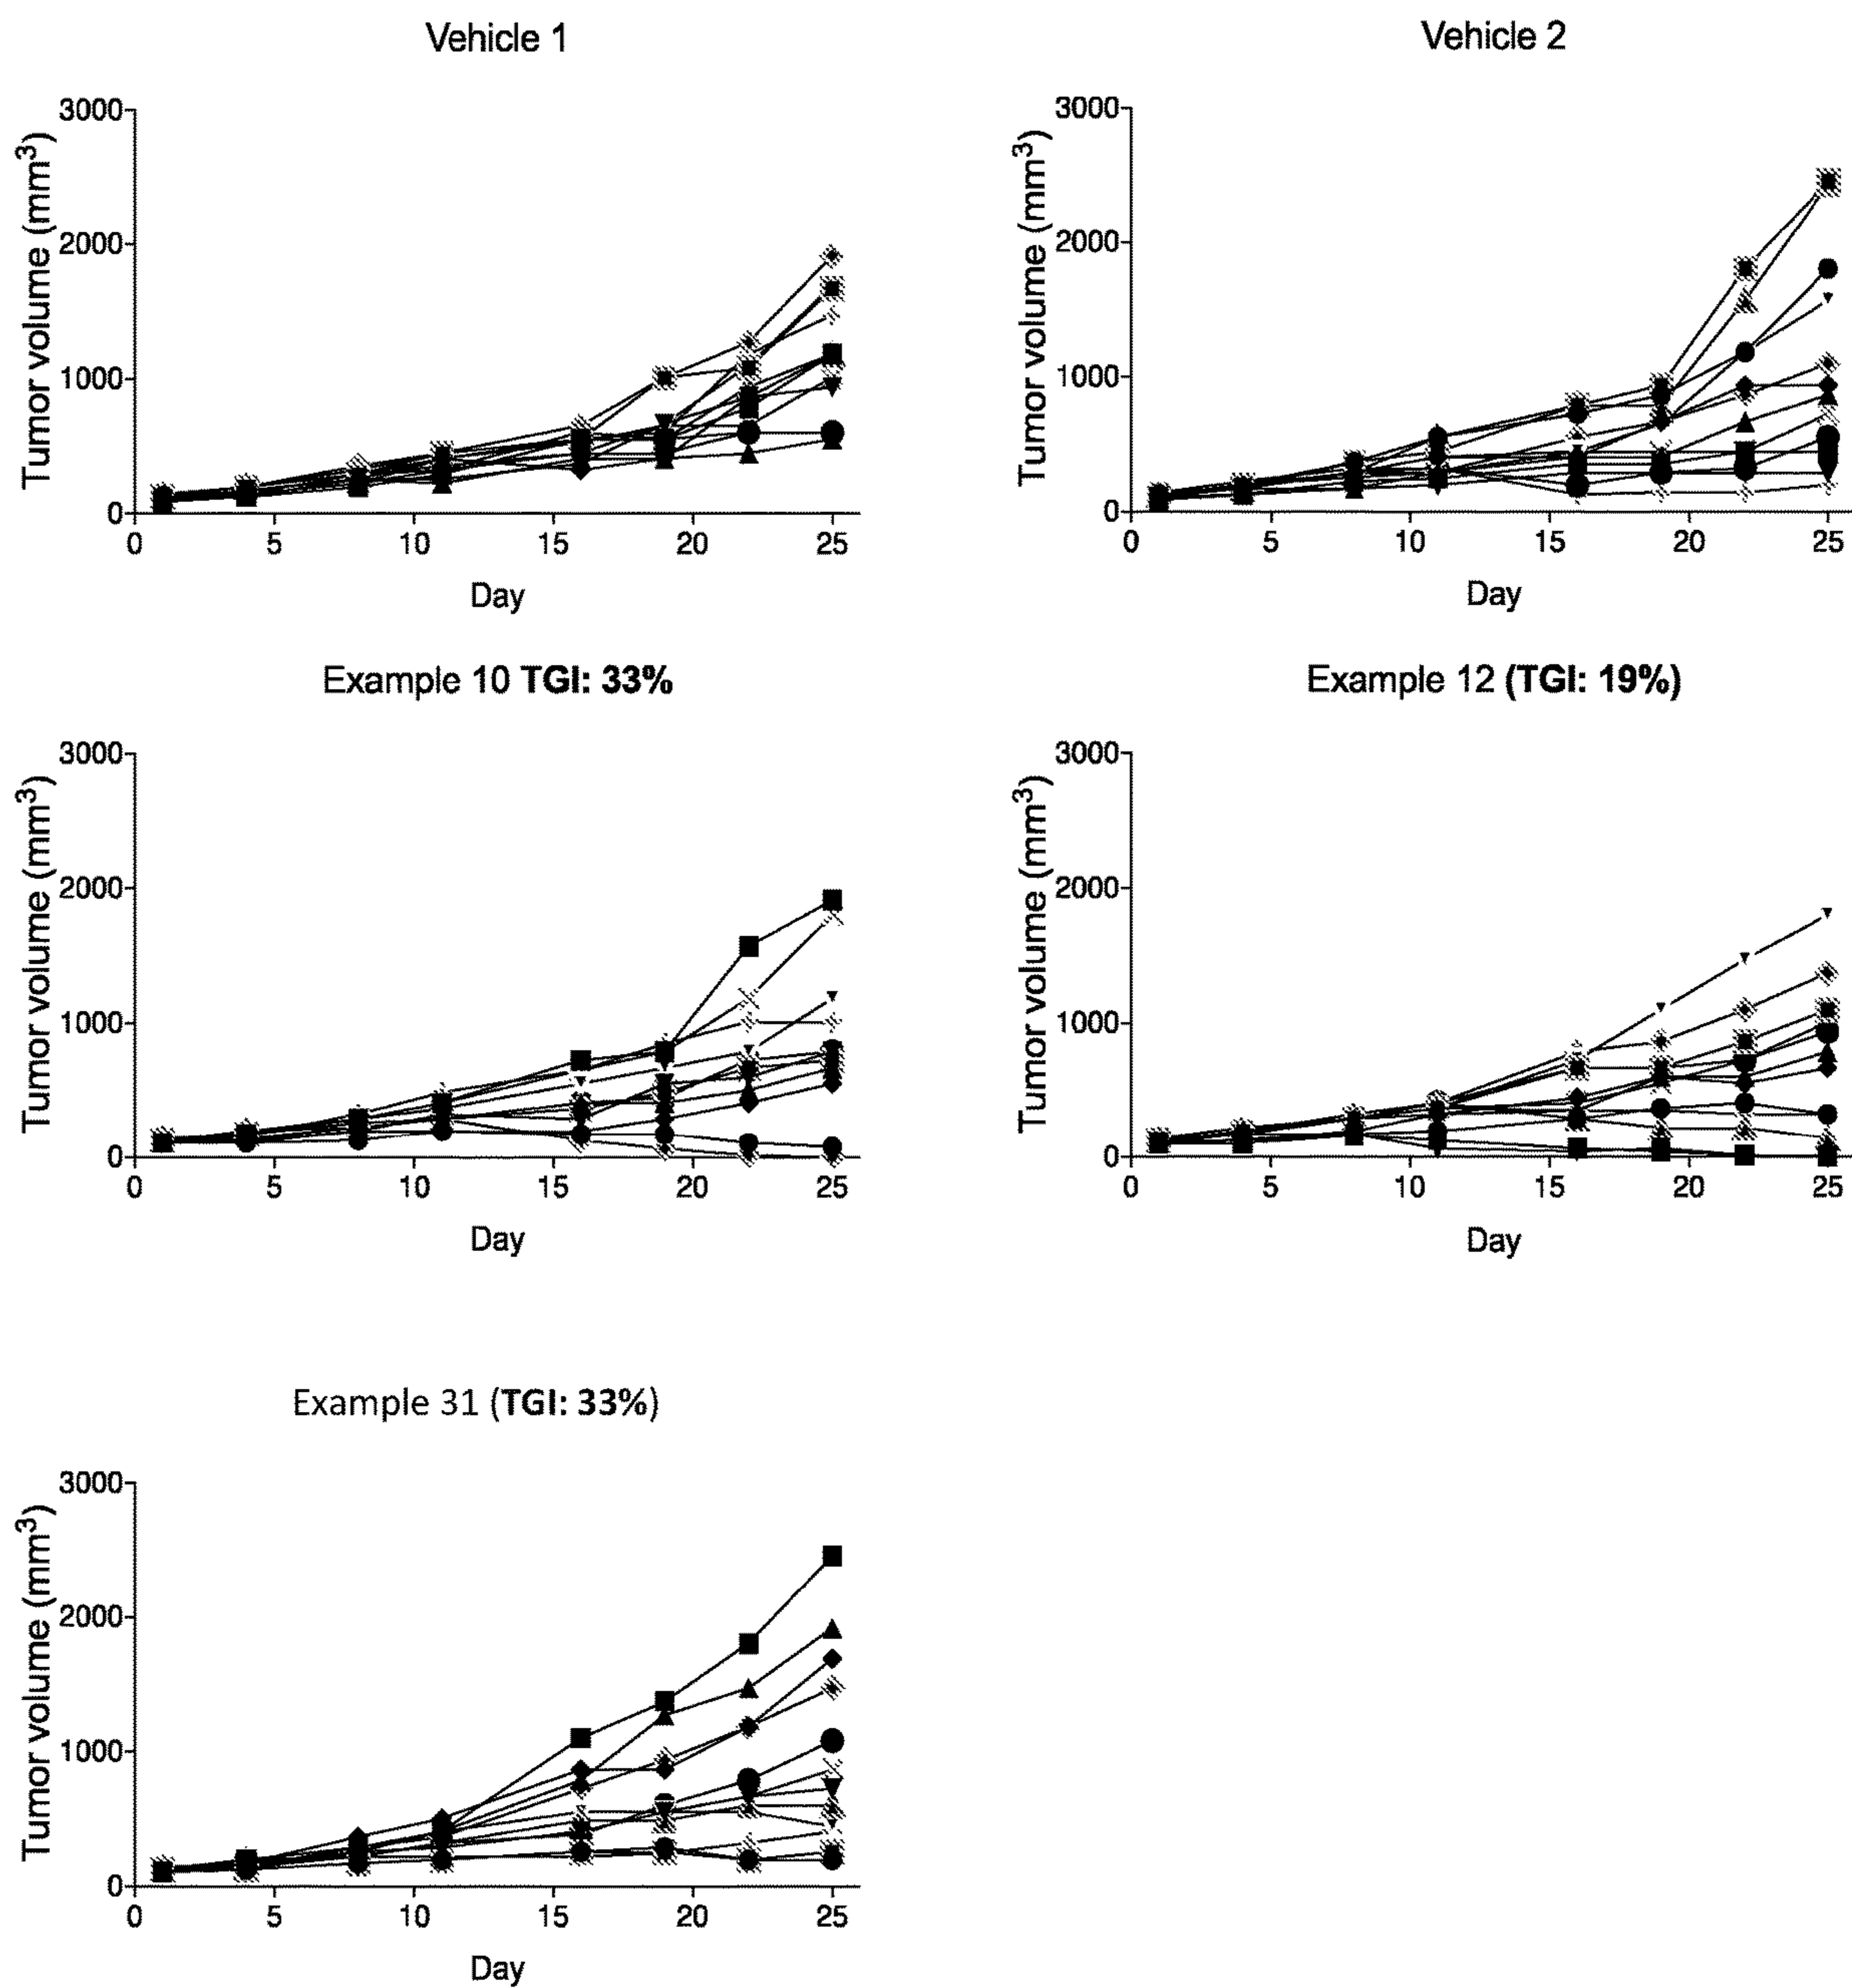 Vehicle 1
Tumor volume (mm³)
3000
2000
1000
0
0 5 10 15 20 25
Day
Vehicle 2
Tumor volume (mm³)
3000
2000
1000
0
0 5 10 15 20 25
Day
Example 10 TGI: 33%
Tumor volume (mm³)
3000
2000
1000
0
0 5 10 15 20 25
Day
Example 12 (TGI: 19%)
Tumor volume (mm³)
3000
2000
1000
0
0 5 10 15 20 25
Day
Example 31 (TGI: 33%)
Tumor volume (mm³)
3000
2000
1000
0
0 5 10 15 20 25
Day